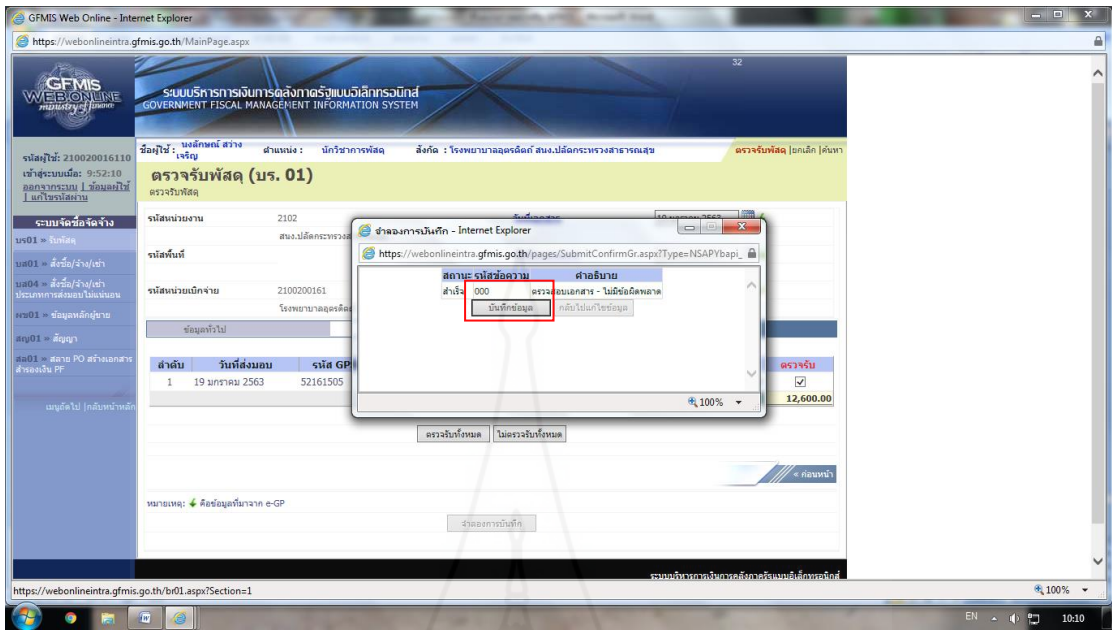 GFMIS Web Online - Internet Explorer
https://webonlineintra.gfmis.go.th/MainPage.aspx
GFMIS
WEB ONLINE
ministry of finance
ระบบบริหารการเงินการคลังภาครัฐแบบอิเล็กทรอนิกส์
GOVERNMENT FISCAL MANAGEMENT INFORMATION SYSTEM
32
รหัสผู้ใช้: 210020016110
เข้าสู่ระบบเมื่อ: 9:52:10
ออกจากระบบ | ข้อมูลผู้ใช้
| แก้ไขรหัสผ่าน
ชื่อผู้ใช้ : นงลักษณ์ สว่างเจริญ ตำแหน่ง : นักวิชาการพัสดุ สังกัด : โรงพยาบาลอุตรดิตถ์ สนง.ปลัดกระทรวงสาธารณสุข
ตรวจรับพัสดุ |ยกเลิก |ค้นหา
ตรวจรับพัสดุ (บร. 01)
ตรวจรับพัสดุ
ระบบจัดซื้อจัดจ้าง
บร01 » รับพัสดุ
บส01 » สั่งซื้อ/จ้าง/เช่า
บส04 » สั่งซื้อ/จ้าง/เช่า
ประเภทการส่งมอบไม่แน่นอน
ผข01 » ข้อมูลหลักผู้ขาย
สญ01 » สัญญา
สล01 » สลาย PO สร้างเอกสาร
สำรองเงิน PF
เมนูถัดไป |กลับหน้าหลัก
รหัสหน่วยงาน 2102 วันที่เอกสาร 19 มกราคม 2563
สนง.ปลัดกระทรวงส
รหัสพื้นที่
รหัสหน่วยเบิกจ่าย 2100200161
โรงพยาบาลอุตรดิต
ข้อมูลทั่วไป
ลำดับ วันที่ส่งมอบ รหัส GP ตรวจรับ
1 19 มกราคม 2563 52161505
12,600.00
จำลองการบันทึก - Internet Explorer
https://webonlineintra.gfmis.go.th/pages/SubmitConfirmGr.aspx?Type=NSAPYbapi_
สถานะ รหัสข้อความ คำอธิบาย
สำเร็จ 000 ตรวจสอบเอกสาร - ไม่มีข้อผิดพลาด
บันทึกข้อมูล กลับไปแก้ไขข้อมูล
100%
ตรวจรับทั้งหมด ไม่ตรวจรับทั้งหมด
« ก่อนหน้า
หมายเหตุ: คือข้อมูลที่มาจาก e-GP
จำลองการบันทึก
ระบบบริหารการเงินการคลังภาครัฐแบบอิเล็กทรอนิกส์
https://webonlineintra.gfmis.go.th/br01.aspx?Section=1
100%
EN
10:10